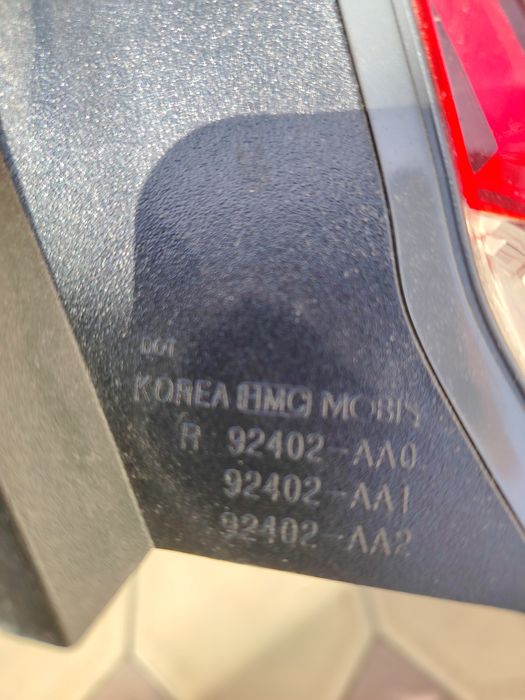 DOT
KOREA HMC MOBIS
R 92402-AA0
92402-AA1
92402-AA2